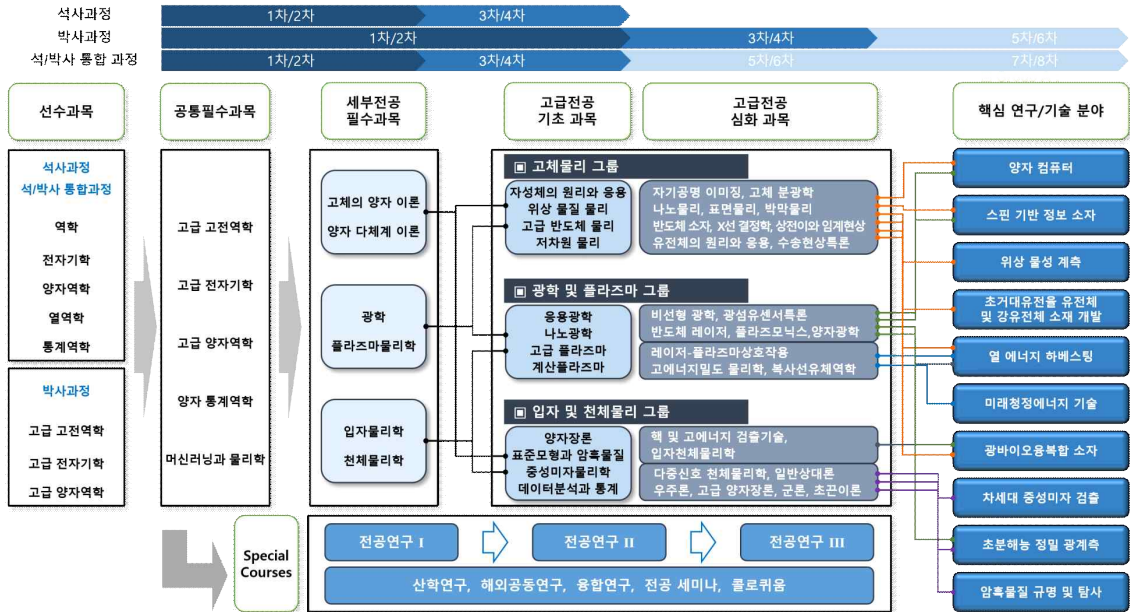 석사과정
1차/2차
3차/4차
박사과정
1차/2차
3차/4차
5차/6차
석/박사 통합 과정
1차/2차
3차/4차
5차/6차
7차/8차
선수과목
공통필수과목
세부전공
필수과목
고급전공
기초 과목
고급전공
심화 과목
핵심 연구/기술 분야
석사과정
석/박사 통합과정
역학
전자기학
양자역학
열역학
통계역학
박사과정
고급 고전역학
고급 전자기학
고급 양자역학
고급 고전역학
고급 전자기학
고급 양자역학
양자 통계역학
머신러닝과 물리학
고체의 양자 이론
양자 다체계 이론
광학
플라즈마물리학
입자물리학
천체물리학
▣ 고체물리 그룹
자성체의 원리와 응용
위상 물질 물리
고급 반도체 물리
저차원 물리
자기공명 이미징, 고체 분광학
나노물리, 표면물리, 박막물리
반도체 소자, X선 결정학, 상전이와 임계현상
유전체의 원리와 응용, 수송현상특론
▣ 광학 및 플라즈마 그룹
응용광학
나노광학
고급 플라즈마
계산플라즈마
비선형 광학, 광섬유센서특론
반도체 레이저, 플라즈모닉스,양자광학
레이저-플라즈마상호작용
고에너지밀도 물리학, 복사선유체역학
▣ 입자 및 천체물리 그룹
양자장론
표준모형과 암흑물질
중성미자물리학
데이터분석과 통계
핵 및 고에너지 검출기술,
입자천체물리학
다중신호 천체물리학, 일반상대론
우주론, 고급 양자장론, 군론, 초끈이론
양자 컴퓨터
스핀 기반 정보 소자
위상 물성 계측
초거대유전율 유전체
및 강유전체 소재 개발
열 에너지 하베스팅
미래청정에너지 기술
광바이오융복합 소자
차세대 중성미자 검출
초분해능 정밀 광계측
암흑물질 규명 및 탐사
Special
Courses
전공연구 I
전공연구 II
전공연구 III
산학연구, 해외공동연구, 융합연구, 전공 세미나, 콜로퀴움